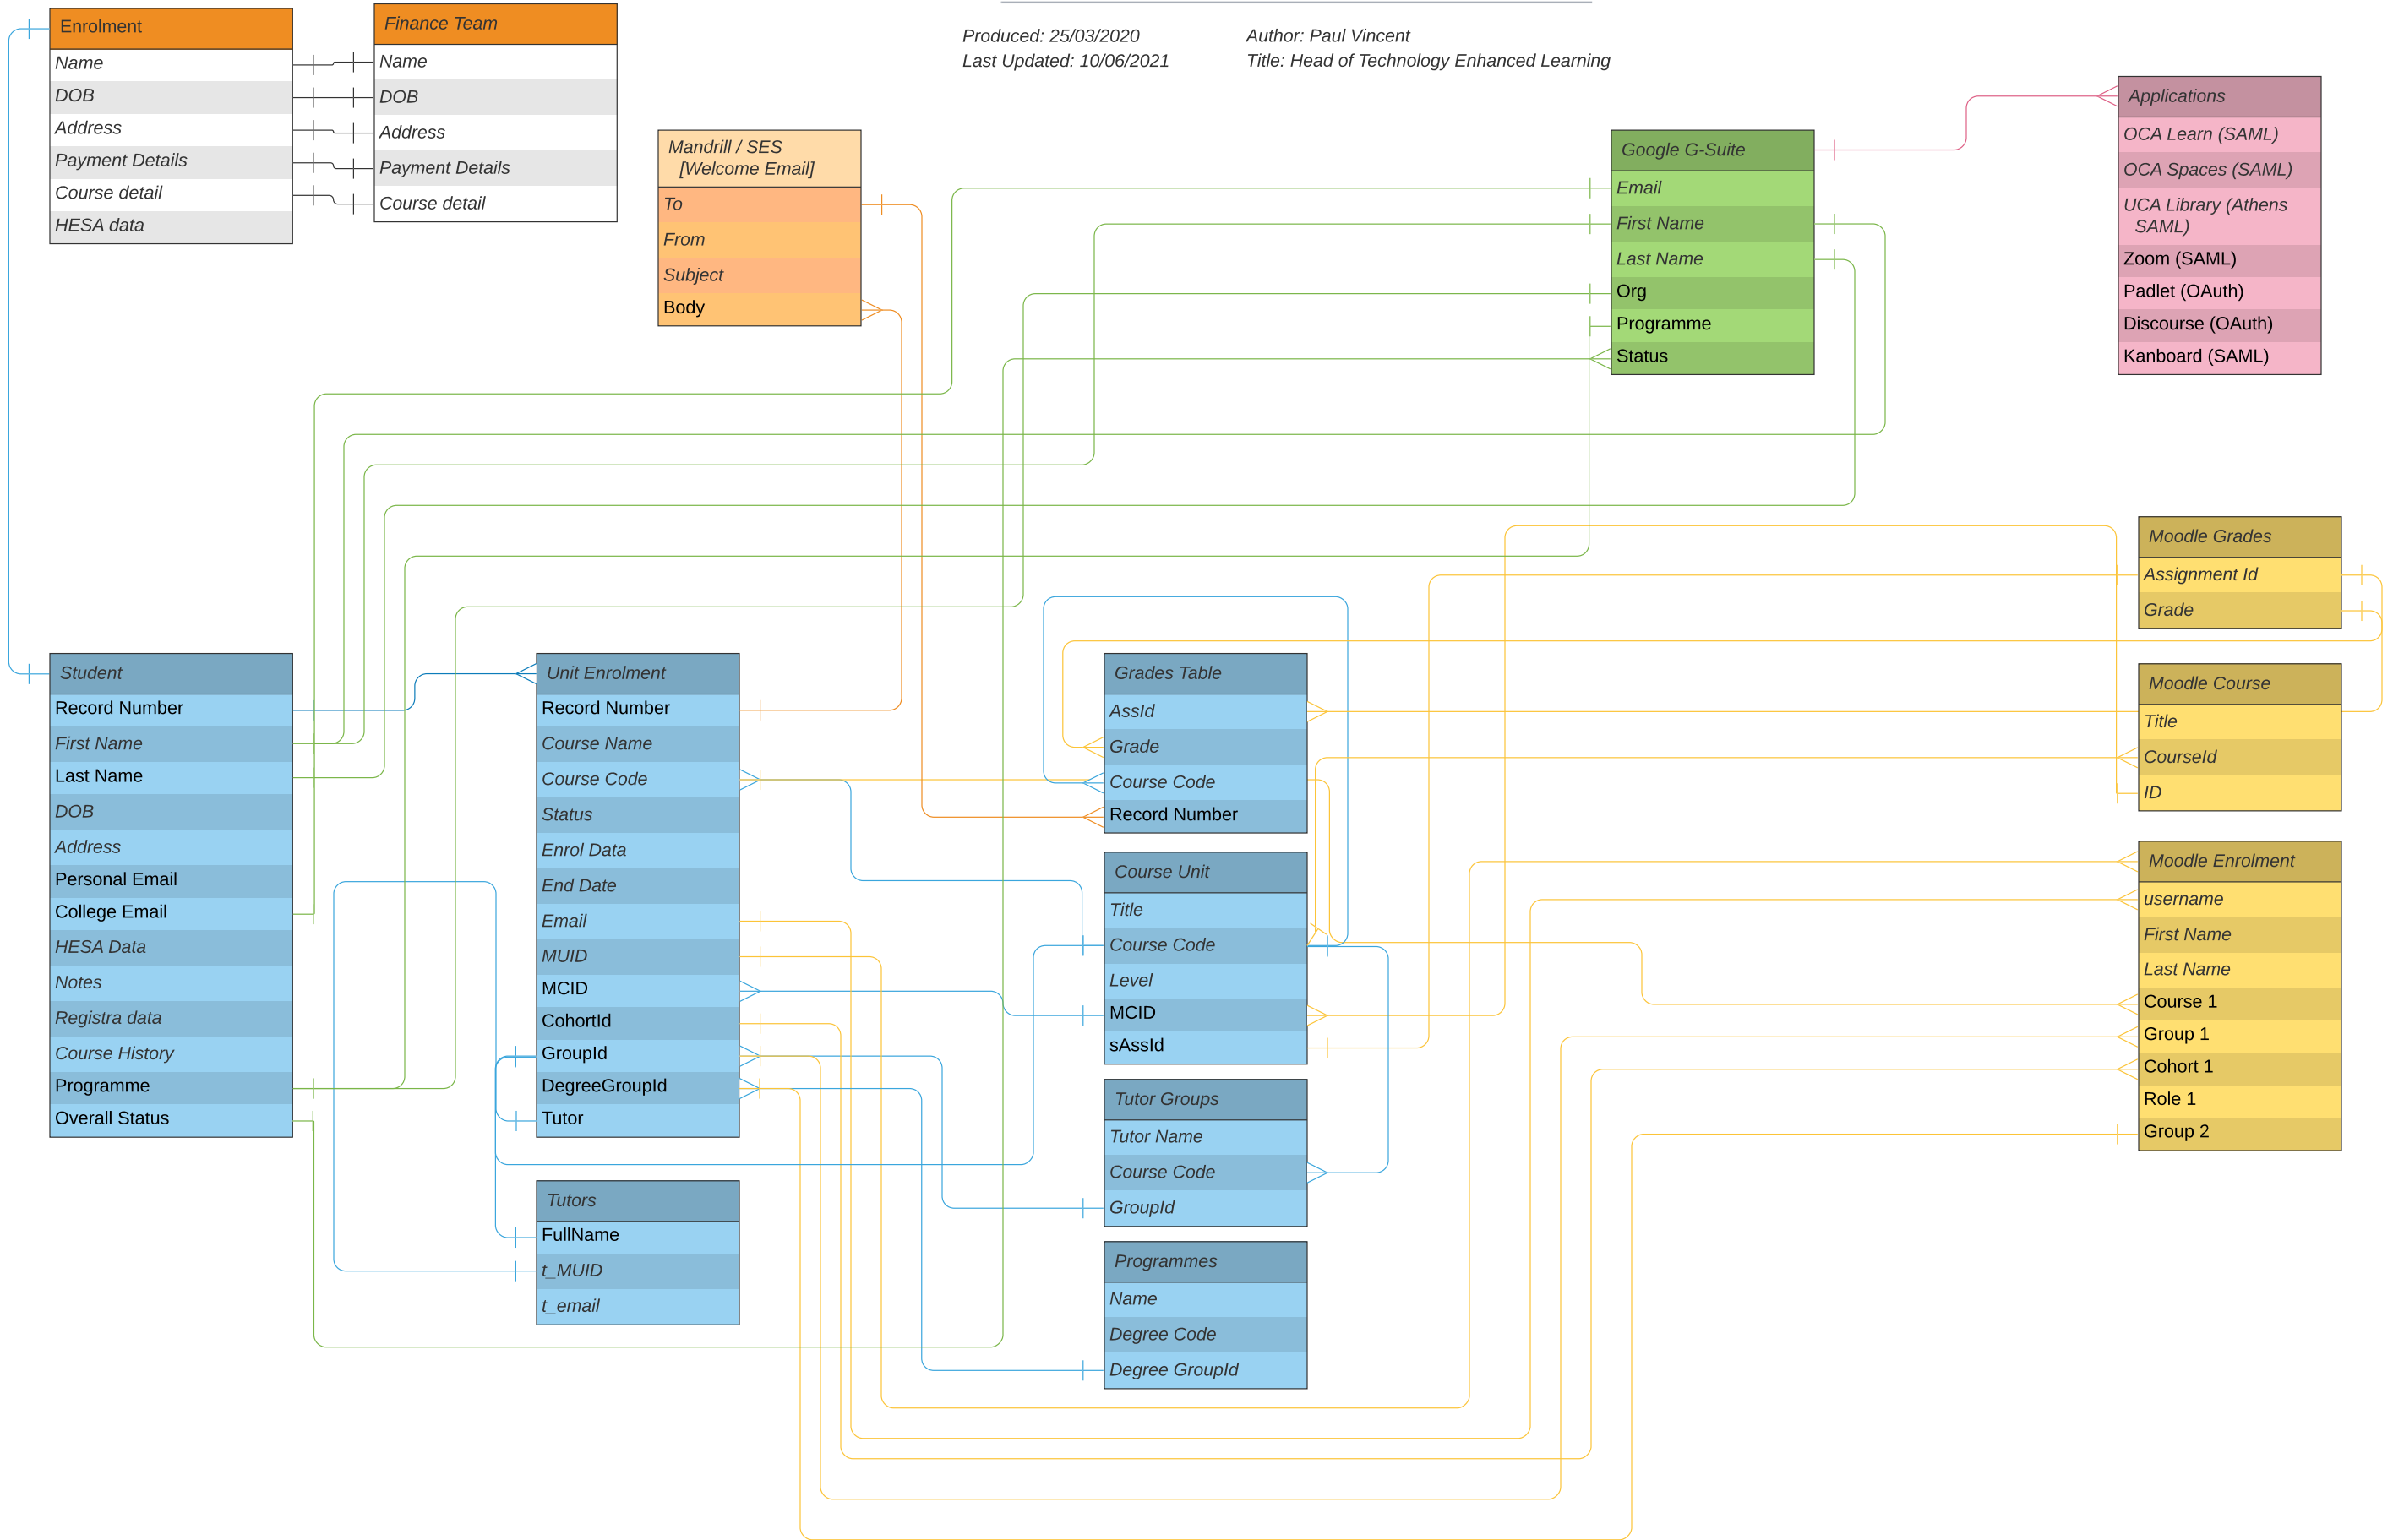 Produced: 25/03/2020
Last Updated: 10/06/2021
Author: Paul Vincent
Title: Head of Technology Enhanced Learning
Enrolment
Name
DOB
Address
Payment Details
Course detail
HESA data
Finance Team
Name
DOB
Address
Payment Details
Course detail
Mandrill / SES
[Welcome Email]
To
From
Subject
Body
Google G-Suite
Email
First Name
Last Name
Org
Programme
Status
Applications
OCA Learn (SAML)
OCA Spaces (SAML)
UCA Library (Athens
SAML)
Zoom (SAML)
Padlet (OAuth)
Discourse (OAuth)
Kanboard (SAML)
Student
Record Number
First Name
Last Name
DOB
Address
Personal Email
College Email
HESA Data
Notes
Registra data
Course History
Programme
Overall Status
Unit Enrolment
Record Number
Course Name
Course Code
Status
Enrol Data
End Date
Email
MUID
MCID
CohortId
GroupId
DegreeGroupId
Tutor
Tutors
FullName
t_MUID
t_email
Grades Table
AssId
Grade
Course Code
Record Number
Course Unit
Title
Course Code
Level
MCID
sAssId
Tutor Groups
Tutor Name
Course Code
GroupId
Programmes
Name
Degree Code
Degree GroupId
Moodle Grades
Assignment Id
Grade
Moodle Course
Title
CourseId
ID
Moodle Enrolment
username
First Name
Last Name
Course 1
Group 1
Cohort 1
Role 1
Group 2